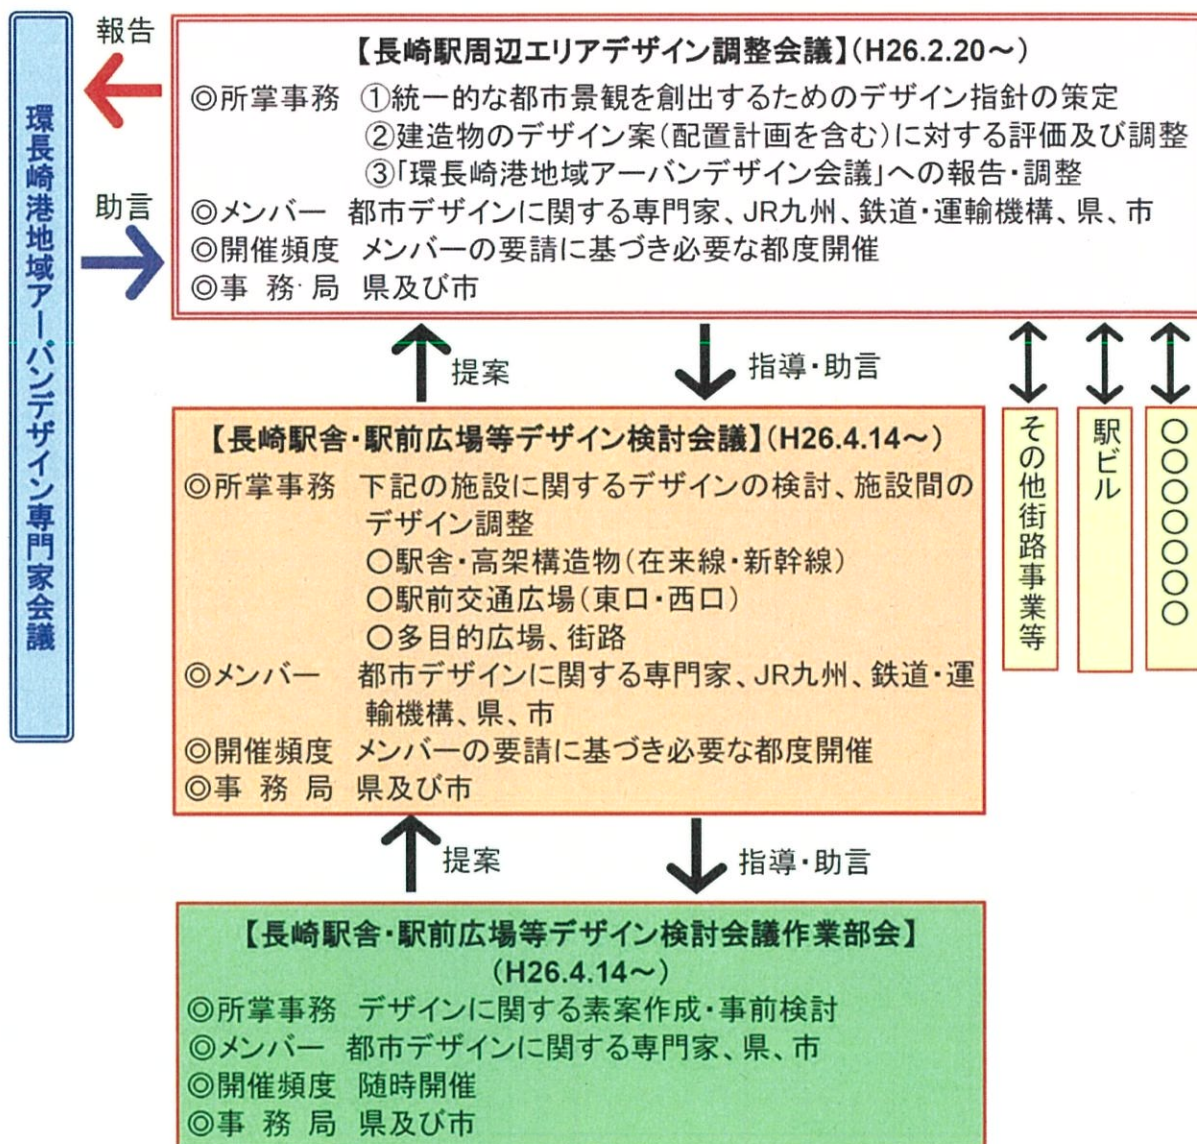 報告
助言
環長崎港地域アーバンデザイン専門家会議
【長崎駅周辺エリアデザイン調整会議】(H26.2.20～)
◎所掌事務 ①統一的な都市景観を創出するためのデザイン指針の策定
②建造物のデザイン案(配置計画を含む)に対する評価及び調整
③「環長崎港地域アーバンデザイン会議」への報告・調整
◎メンバー 都市デザインに関する専門家、JR九州、鉄道・運輸機構、県、市
◎開催頻度 メンバーの要請に基づき必要な都度開催
◎事 務 局 県及び市
提案
指導・助言
【長崎駅舎・駅前広場等デザイン検討会議】(H26.4.14～)
◎所掌事務 下記の施設に関するデザインの検討、施設間の
デザイン調整
○駅舎・高架構造物(在来線・新幹線)
○駅前交通広場(東口・西口)
○多目的広場、街路
◎メンバー 都市デザインに関する専門家、JR九州、鉄道・運
輸機構、県、市
◎開催頻度 メンバーの要請に基づき必要な都度開催
◎事 務 局 県及び市
その他街路事業等
駅ビル
○○○○○○○
提案
指導・助言
【長崎駅舎・駅前広場等デザイン検討会議作業部会】
(H26.4.14～)
◎所掌事務 デザインに関する素案作成・事前検討
◎メンバー 都市デザインに関する専門家、県、市
◎開催頻度 随時開催
◎事 務 局 県及び市